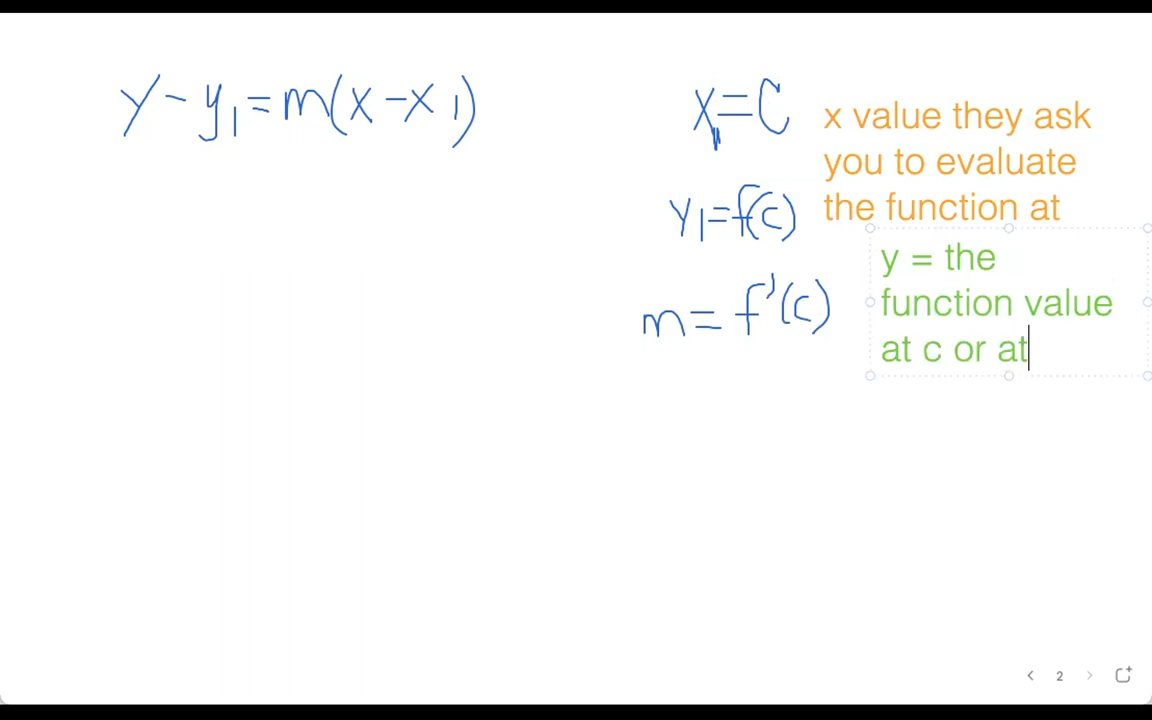 y - y₁ = m(x - x₁)
x₁ = C
x value they ask
you to evaluate
the function at
y₁ = f(c)
y = the
function value
at c or at
m = f'(c)
2